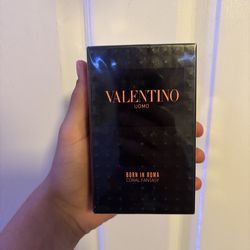 VALENTINO
UOMO
BORN IN ROMA
CORAL FANTASY